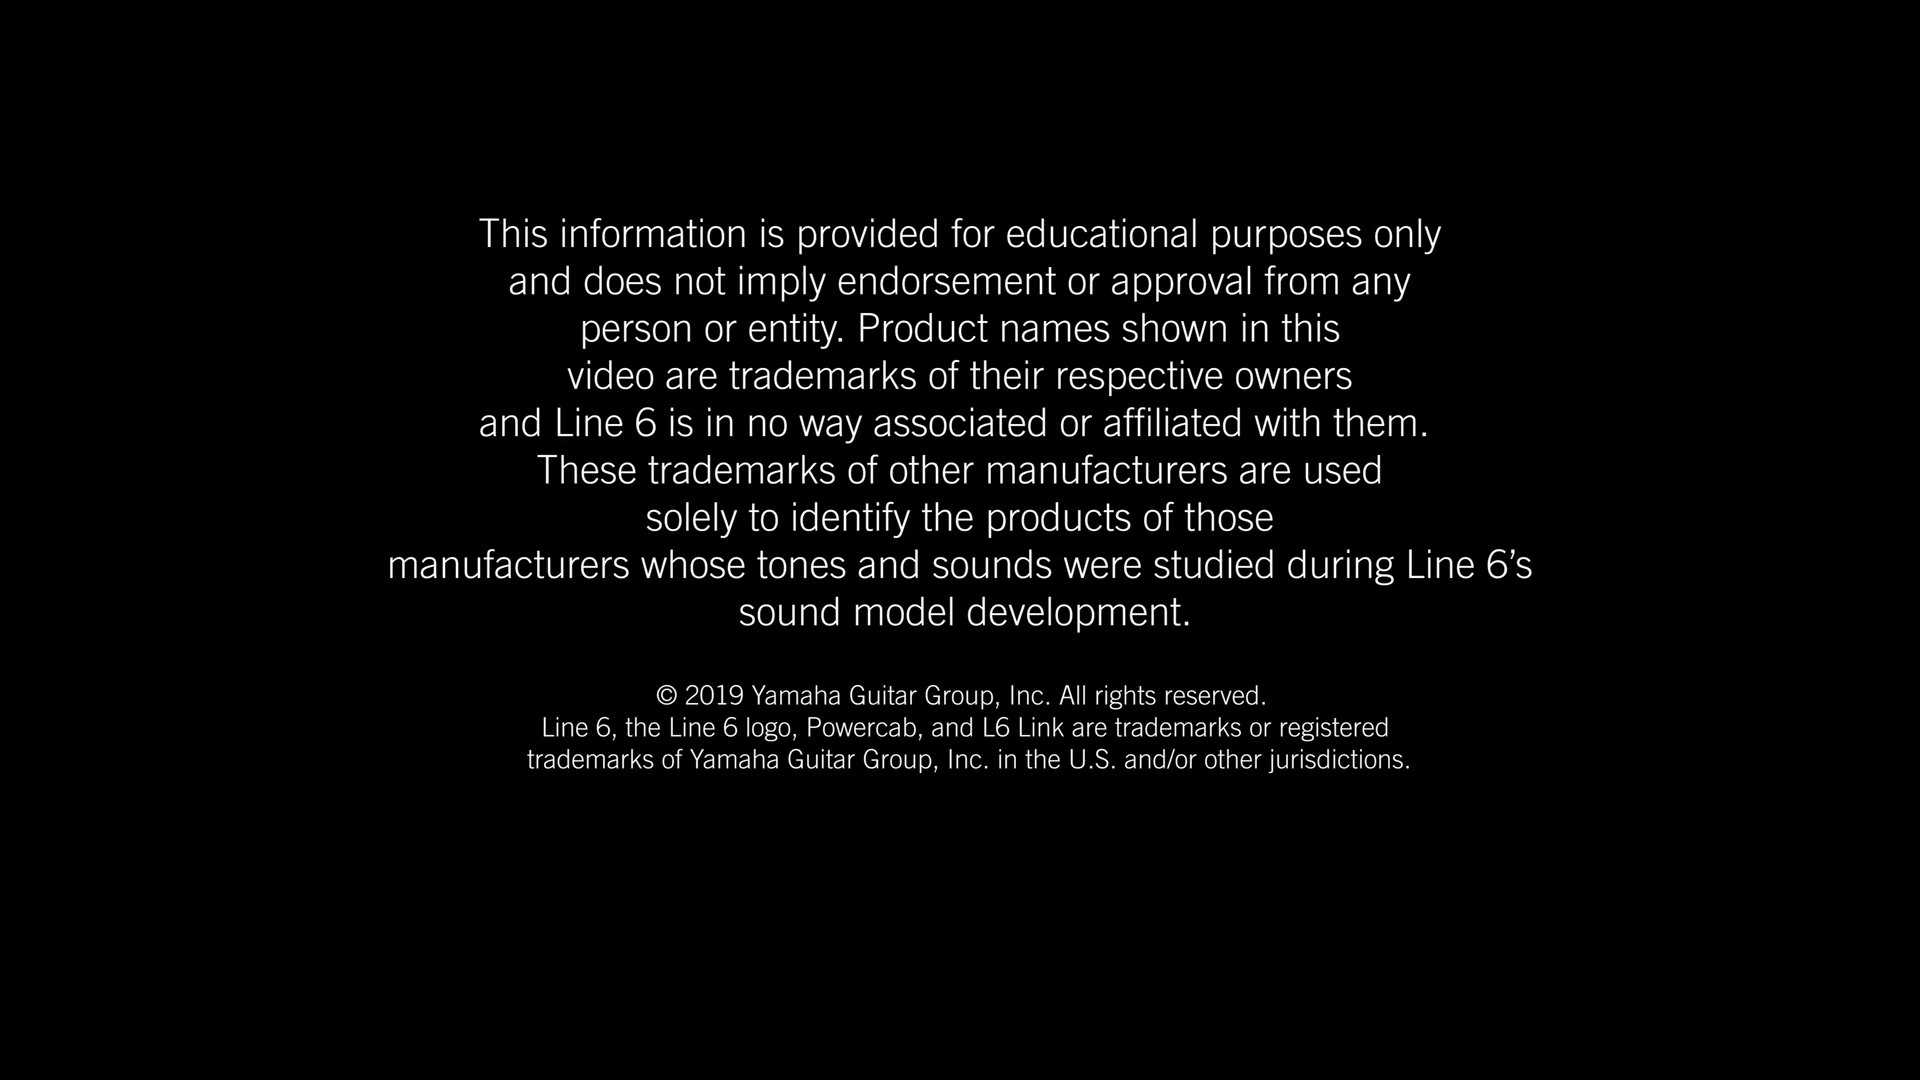 This information is provided for educational purposes only
and does not imply endorsement or approval from any
person or entity. Product names shown in this
video are trademarks of their respective owners
and Line 6 is in no way associated or affiliated with them.
These trademarks of other manufacturers are used
solely to identify the products of those
manufacturers whose tones and sounds were studied during Line 6’s
sound model development.
© 2019 Yamaha Guitar Group, Inc. All rights reserved.
Line 6, the Line 6 logo, Powercab, and L6 Link are trademarks or registered
trademarks of Yamaha Guitar Group, Inc. in the U.S. and/or other jurisdictions.